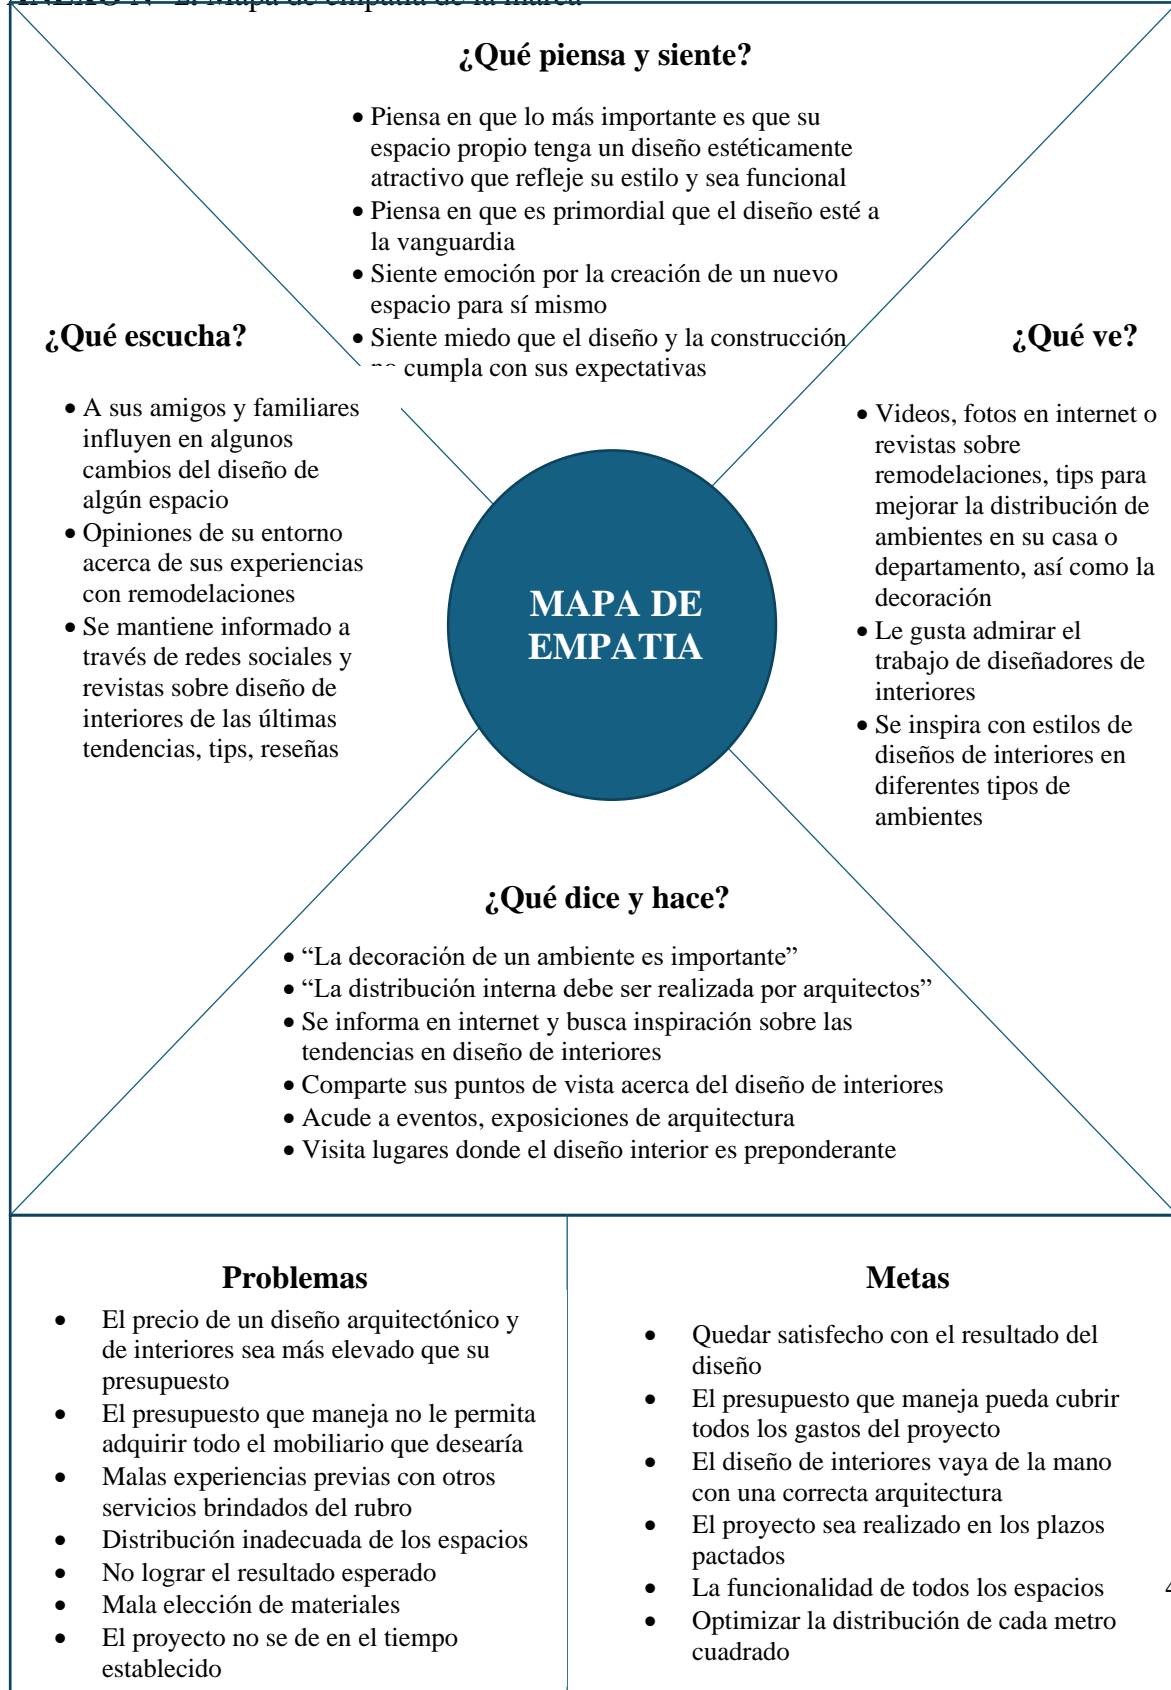 ANEXO N° 2: Mapa de empatía de la marca
¿Qué piensa y siente?
• Piensa en que lo más importante es que su
espacio propio tenga un diseño estéticamente
atractivo que refleje su estilo y sea funcional
• Piensa en que es primordial que el diseño esté a
la vanguardia
• Siente emoción por la creación de un nuevo
espacio para sí mismo
• Siente miedo que el diseño y la construcción
no cumpla con sus expectativas
¿Qué escucha?
• A sus amigos y familiares
influyen en algunos
cambios del diseño de
algún espacio
• Opiniones de su entorno
acerca de sus experiencias
con remodelaciones
• Se mantiene informado a
través de redes sociales y
revistas sobre diseño de
interiores de las últimas
tendencias, tips, reseñas
¿Qué ve?
• Videos, fotos en internet o
revistas sobre
remodelaciones, tips para
mejorar la distribución de
ambientes en su casa o
departamento, así como la
decoración
• Le gusta admirar el
trabajo de diseñadores de
interiores
• Se inspira con estilos de
diseños de interiores en
diferentes tipos de
ambientes
MAPA DE
EMPATIA
¿Qué dice y hace?
• “La decoración de un ambiente es importante”
• “La distribución interna debe ser realizada por arquitectos”
• Se informa en internet y busca inspiración sobre las
tendencias en diseño de interiores
• Comparte sus puntos de vista acerca del diseño de interiores
• Acude a eventos, exposiciones de arquitectura
• Visita lugares donde el diseño interior es preponderante
Problemas
• El precio de un diseño arquitectónico y
de interiores sea más elevado que su
presupuesto
• El presupuesto que maneja no le permita
adquirir todo el mobiliario que desearía
• Malas experiencias previas con otros
servicios brindados del rubro
• Distribución inadecuada de los espacios
• No lograr el resultado esperado
• Mala elección de materiales
• El proyecto no se de en el tiempo
establecido
Metas
• Quedar satisfecho con el resultado del
diseño
• El presupuesto que maneja pueda cubrir
todos los gastos del proyecto
• El diseño de interiores vaya de la mano
con una correcta arquitectura
• El proyecto sea realizado en los plazos
pactados
• La funcionalidad de todos los espacios
• Optimizar la distribución de cada metro
cuadrado